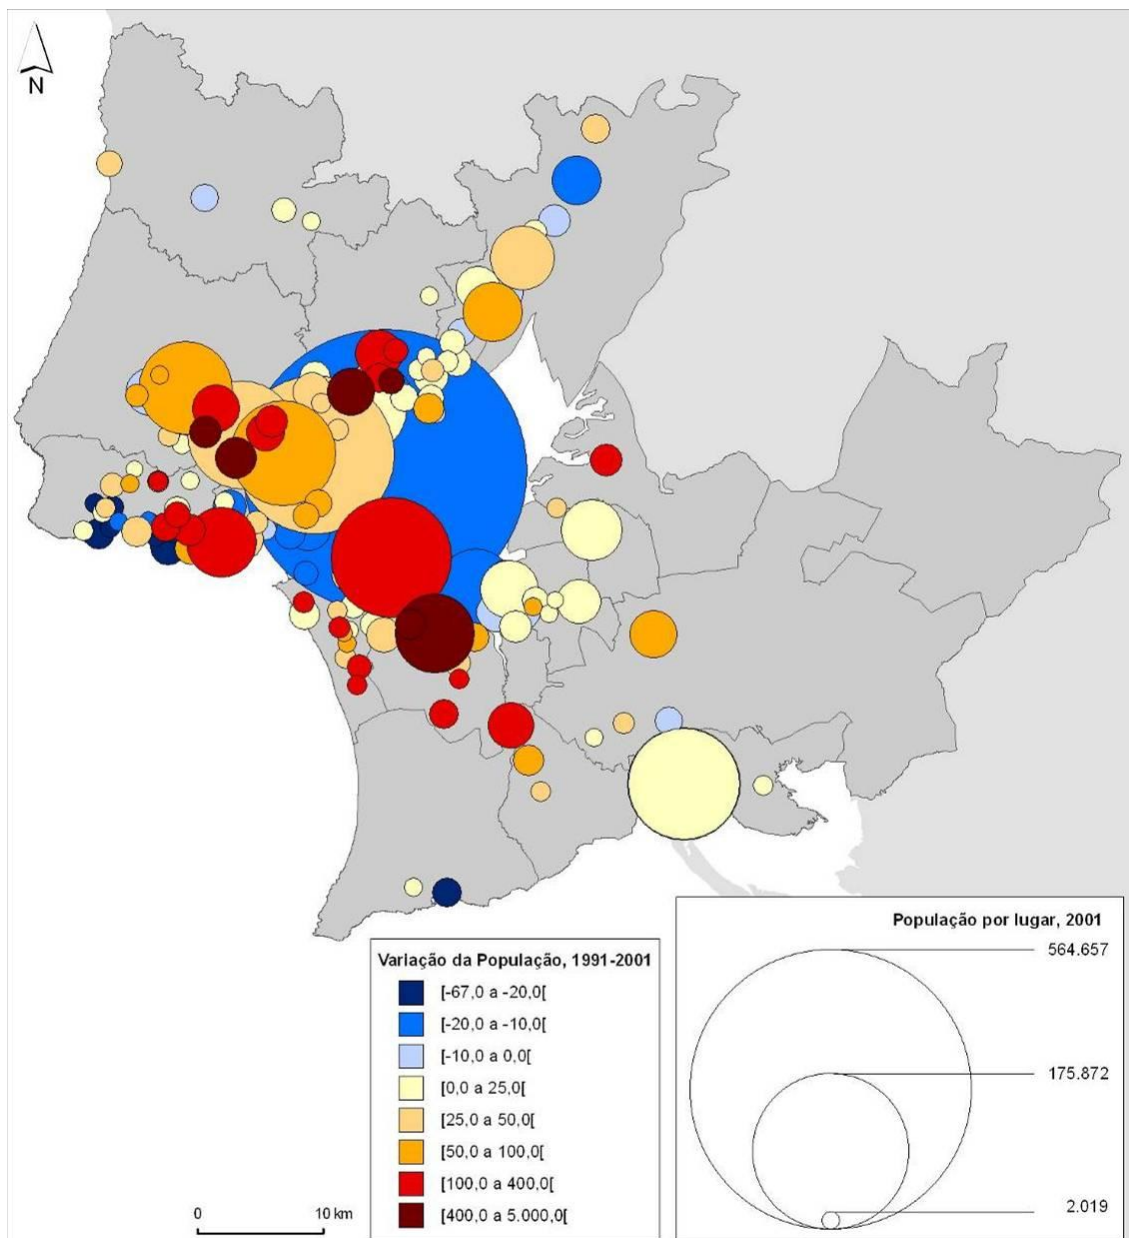 N
Variação da População, 1991-2001
[-67,0 a -20,0[
[-20,0 a -10,0[
[-10,0 a 0,0[
[0,0 a 25,0[
[25,0 a 50,0[
[50,0 a 100,0[
[100,0 a 400,0[
[400,0 a 5.000,0[
População por lugar, 2001
564.657
175.872
2.019
0 10 km